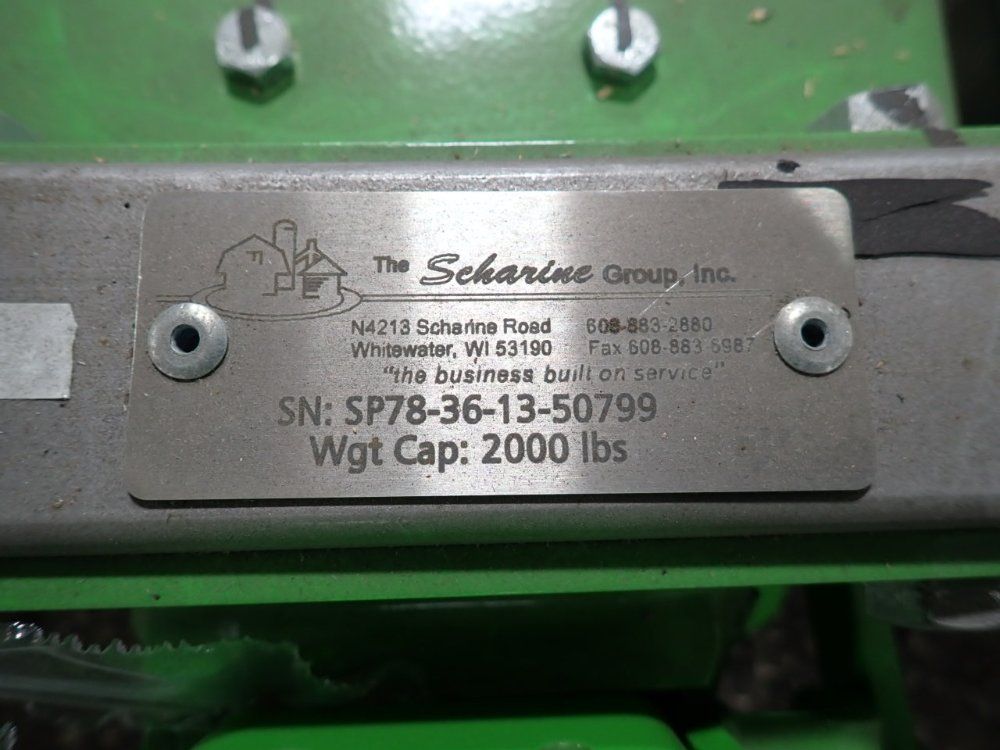 The Scharine Group, Inc.
N4213 Scharine Road 608-883-2880
Whitewater, WI 53190 Fax 608-883 5987
"the business built on service"
SN: SP78-36-13-50799
Wgt Cap: 2000 lbs